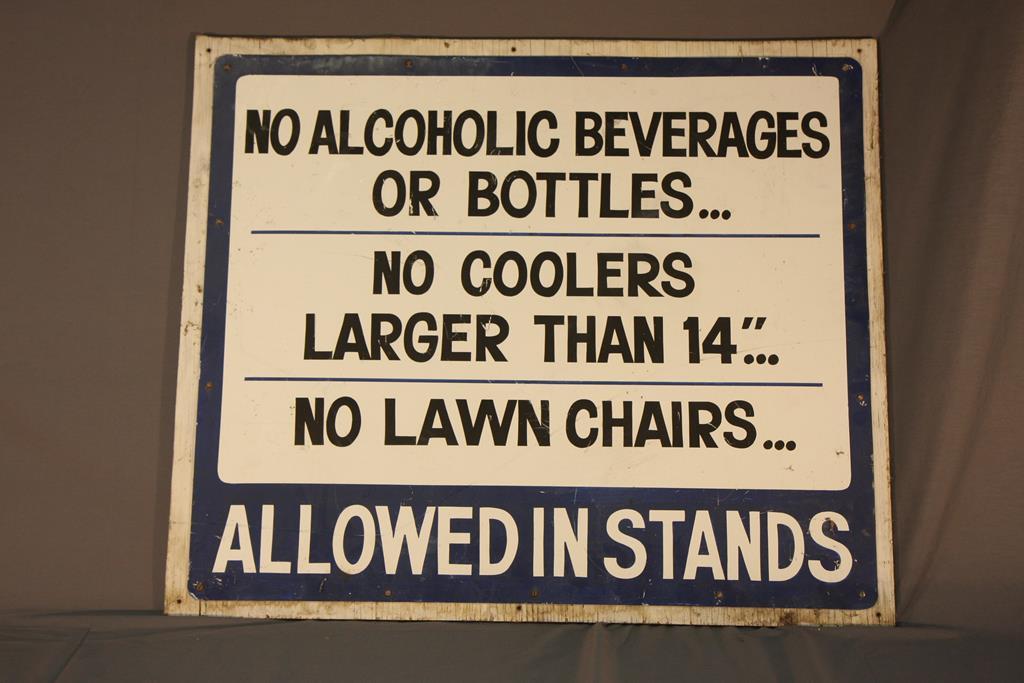 NO ALCOHOLIC BEVERAGES
OR BOTTLES...
NO COOLERS
LARGER THAN 14"...
NO LAWN CHAIRS...
ALLOWED IN STANDS